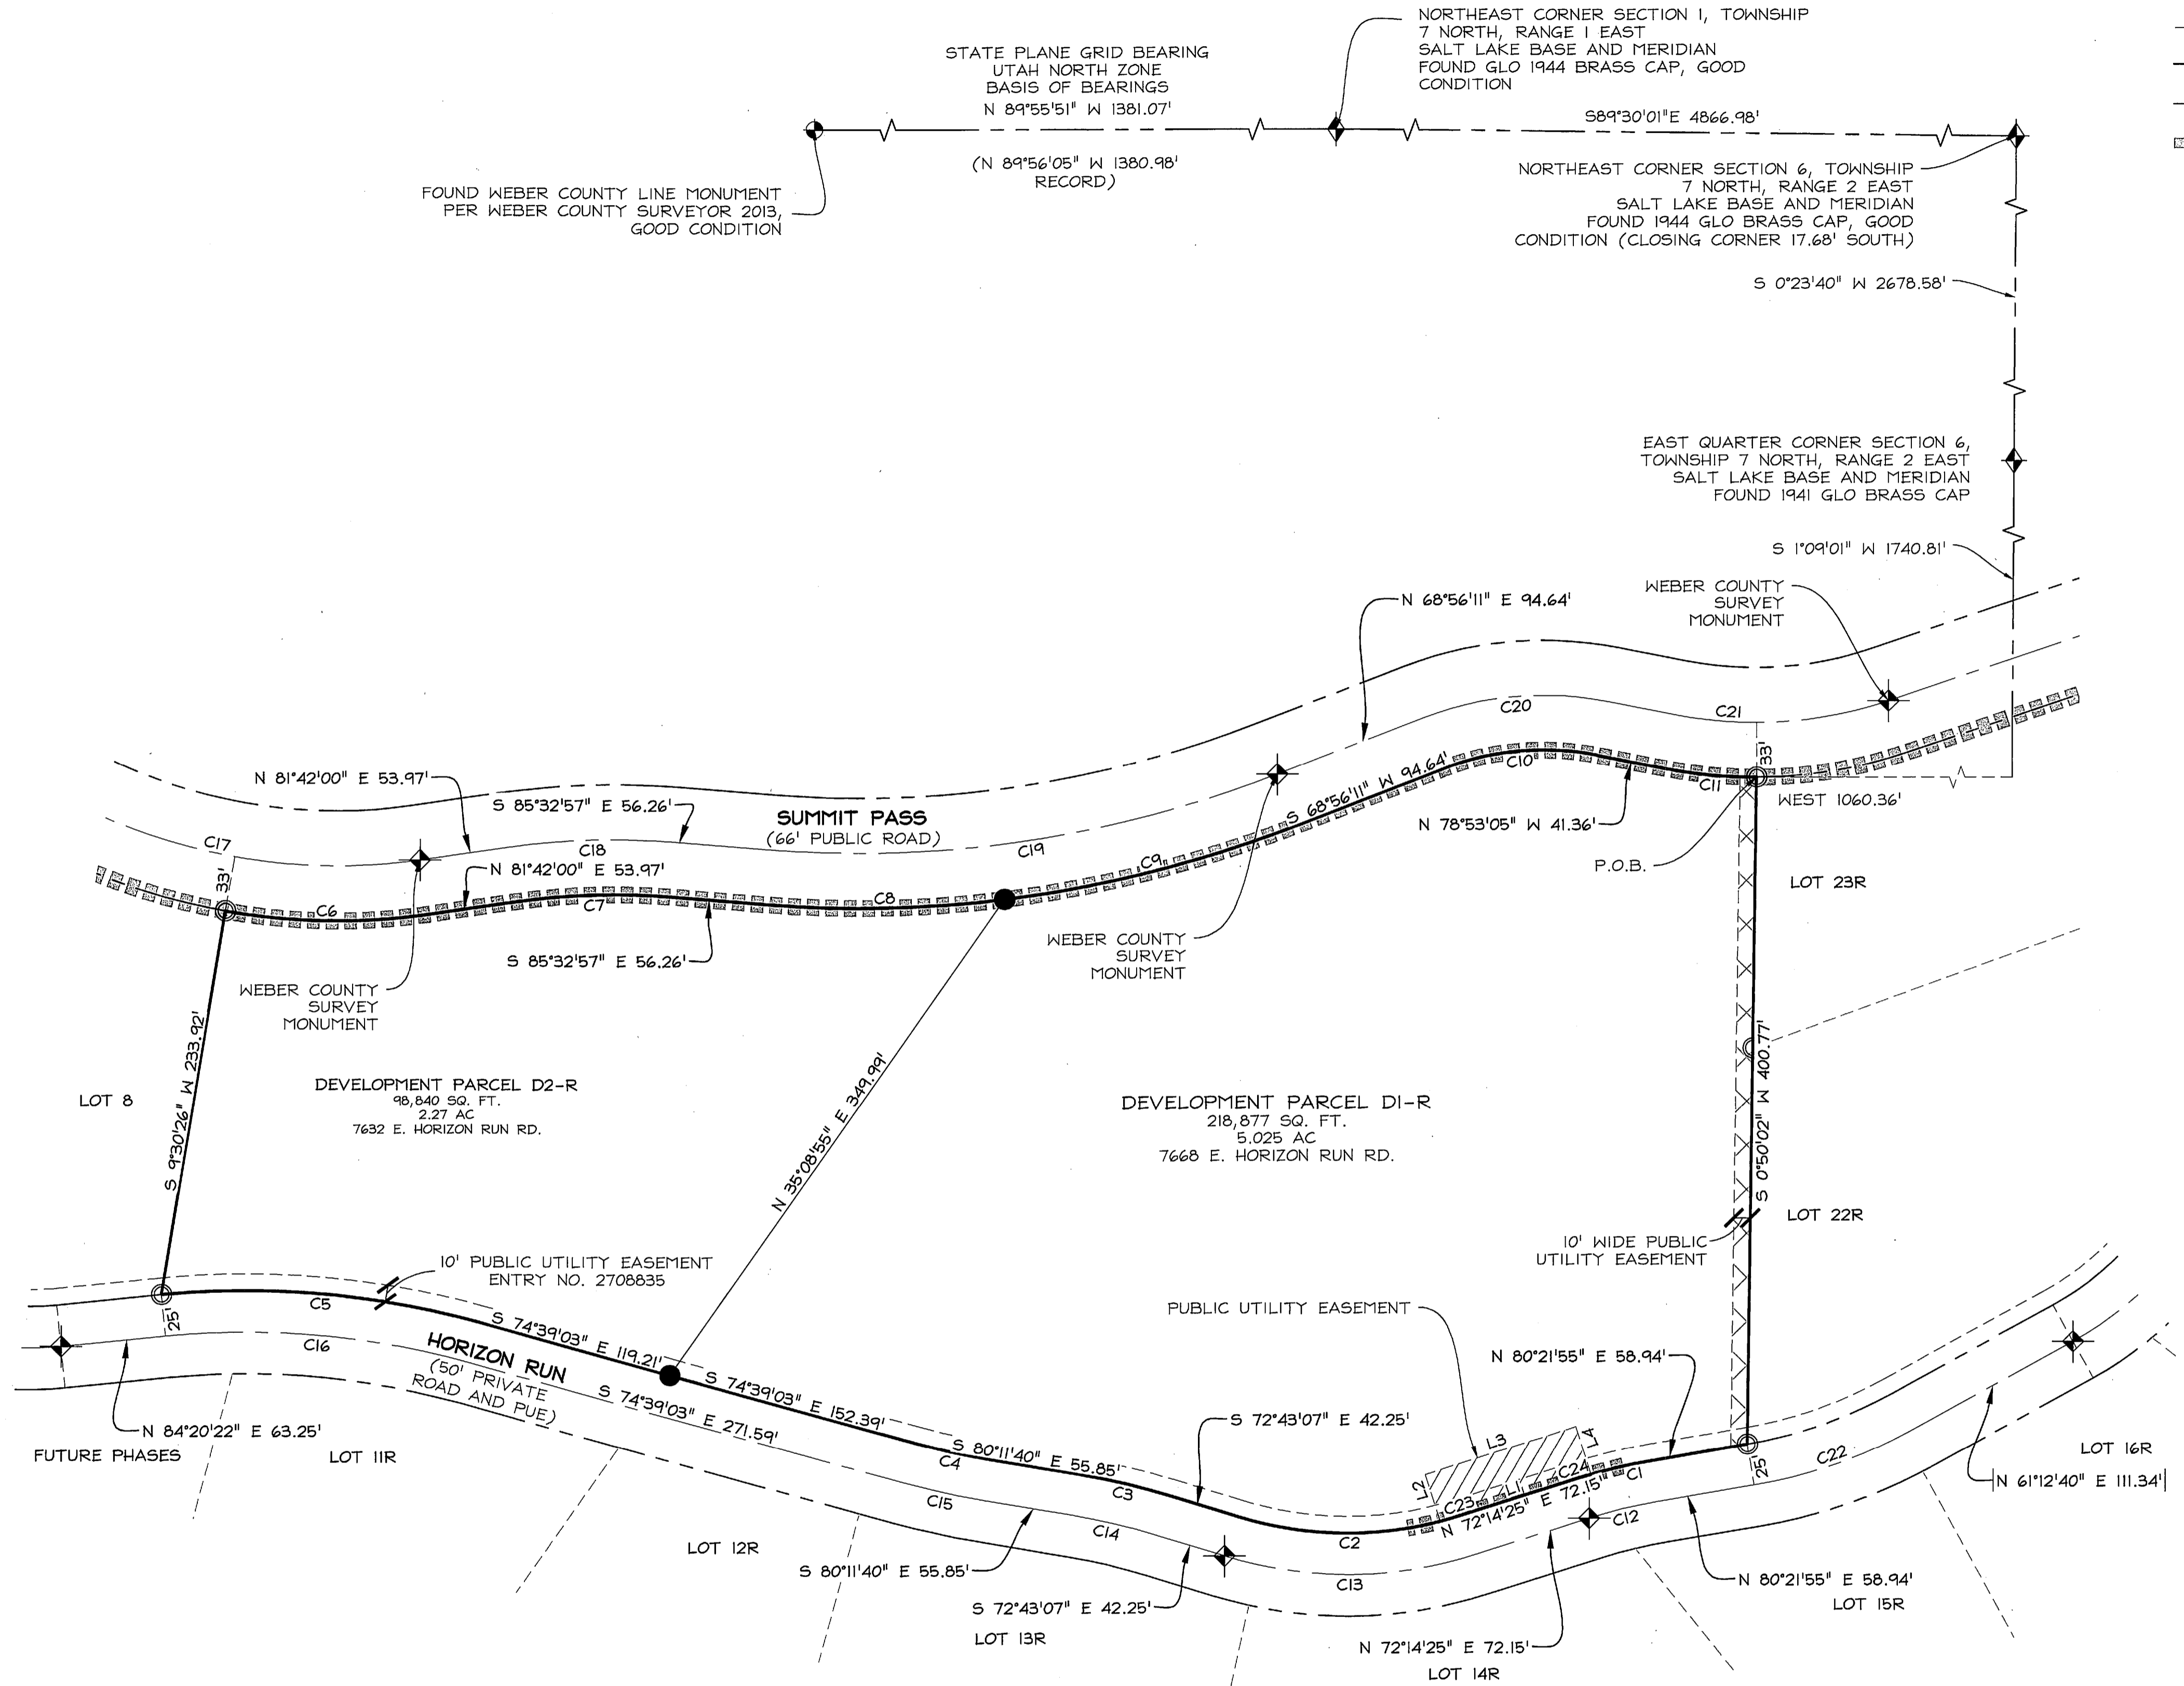 NORTHEAST CORNER SECTION 1, TOWNSHIP
7 NORTH, RANGE 1 EAST
SALT LAKE BASE AND MERIDIAN
FOUND GLO 1944 BRASS CAP, GOOD
CONDITION
STATE PLANE GRID BEARING
UTAH NORTH ZONE
BASIS OF BEARINGS
N 89°55'51" W 1381.07'
(N 89°56'05" W 1380.98'
RECORD)
S89°30'01"E 4866.98'
FOUND WEBER COUNTY LINE MONUMENT
PER WEBER COUNTY SURVEYOR 2013,
GOOD CONDITION
NORTHEAST CORNER SECTION 6, TOWNSHIP
7 NORTH, RANGE 2 EAST
SALT LAKE BASE AND MERIDIAN
FOUND 1944 GLO BRASS CAP, GOOD
CONDITION (CLOSING CORNER 17.68' SOUTH)
S 0°23'40" W 2678.58'
EAST QUARTER CORNER SECTION 6,
TOWNSHIP 7 NORTH, RANGE 2 EAST
SALT LAKE BASE AND MERIDIAN
FOUND 1941 GLO BRASS CAP
S 1°09'01" W 1740.81'
WEBER COUNTY
SURVEY
MONUMENT
N 68°56'11" E 94.64'
C20
C21
33'
S 68°56'11" W 94.64'
C10
C11
WEST 1060.36'
N 78°53'05" W 41.36'
P.O.B.
LOT 23R
N 81°42'00" E 53.97'
S 85°32'57" E 56.26'
SUMMIT PASS
(66' PUBLIC ROAD)
C17
C18
C19
N 81°42'00" E 53.97'
33'
C6
C7
C8
C9
S 85°32'57" E 56.26'
WEBER COUNTY
SURVEY
MONUMENT
WEBER COUNTY
SURVEY
MONUMENT
S 9°30'26" W 233.92'
LOT 8
DEVELOPMENT PARCEL D2-R
98,840 SQ. FT.
2.27 AC
7632 E. HORIZON RUN RD.
N 35°08'55" E 349.99'
DEVELOPMENT PARCEL D1-R
218,877 SQ. FT.
5.025 AC
7668 E. HORIZON RUN RD.
S 0°50'02" W 400.77'
LOT 22R
10' WIDE PUBLIC
UTILITY EASEMENT
10' PUBLIC UTILITY EASEMENT
ENTRY NO. 2708835
C5
25'
C16
S 74°39'03" E 119.21'
HORIZON RUN
(50' PRIVATE
ROAD AND PUE)
S 74°39'03" E 152.39'
S 74°39'03" E 271.59'
PUBLIC UTILITY EASEMENT
N 80°21'55" E 58.94'
S 72°43'07" E 42.25'
N 84°20'22" E 63.25'
FUTURE PHASES
LOT 11R
S 80°11'40" E 55.85'
C4
C3
C15
C14
L2
L3
L4
C23
L1
C24
C1
N 72°14'25" E 72.15'
25'
C22
LOT 16R
N 61°12'40" E 111.34'
C2
C12
C13
LOT 12R
S 80°11'40" E 55.85'
S 72°43'07" E 42.25'
LOT 13R
N 80°21'55" E 58.94'
LOT 15R
N 72°14'25" E 72.15'
LOT 14R